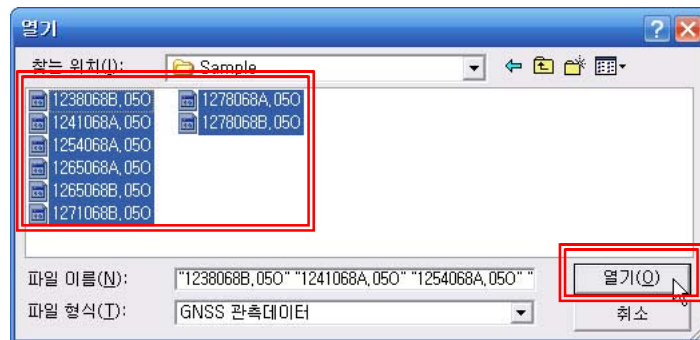 열기
찾는 위치(I): Sample
1238068B,05O 1278068A,05O
1241068A,05O 1278068B,05O
1254068A,05O
1265068A,05O
1265068B,05O
1271068B,05O
파일 이름(N): "1238068B,05O" "1241068A,05O" "1254068A,05O" " 열기(O)
파일 형식(T): GNSS 관측데이터 취소